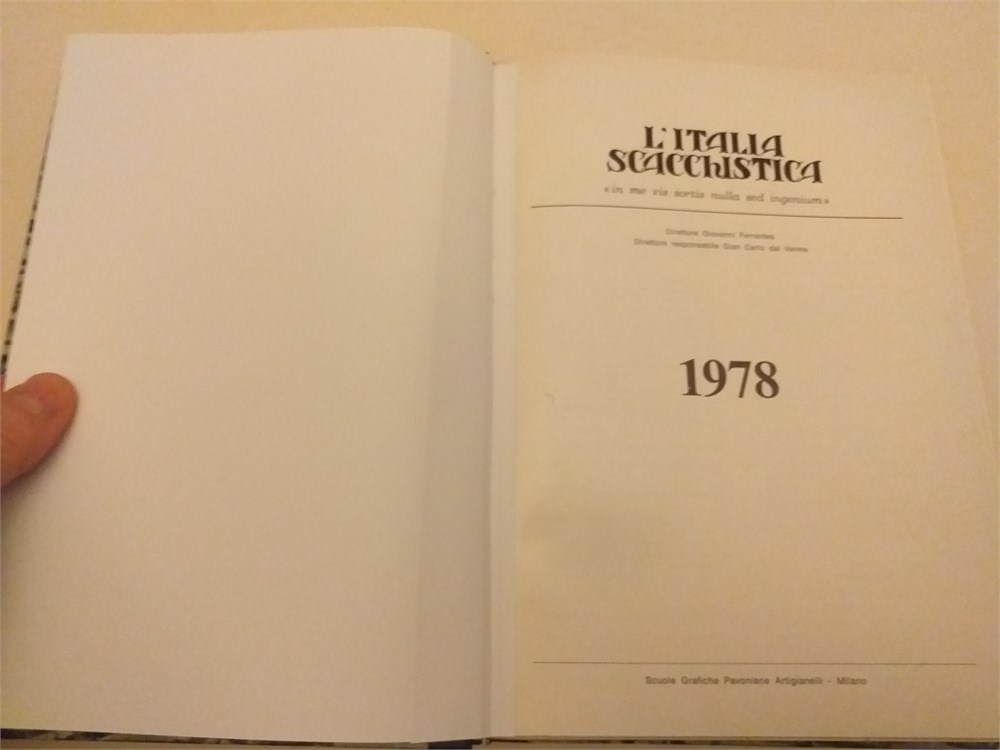 L'ITALIA
SCACCHISTICA
«in me vis sortis nulla sed ingenium»
Direttore Giovanni Ferrantes
Direttore responsabile Gian Carlo dal Verme
1978
Scuole Grafiche Pavoniane Artigianelli - Milano